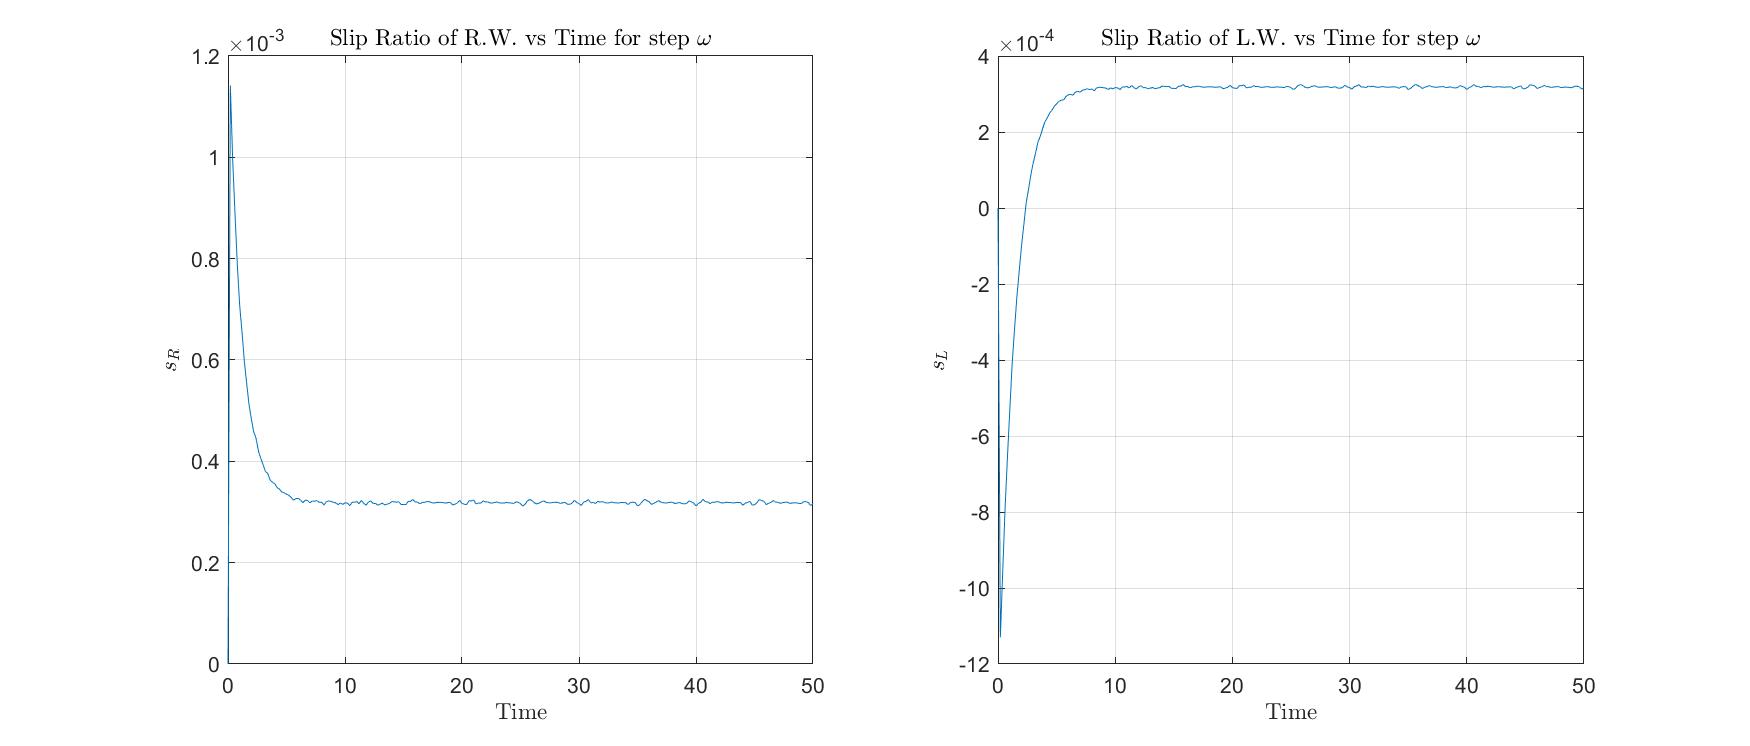 Slip Ratio of R.W. vs Time for step ω
×10-3
1.2
1
0.8
0.6
0.4
0.2
0
sR
0 10 20 30 40 50
Time
Slip Ratio of L.W. vs Time for step ω
×10-4
4
2
0
-2
-4
-6
-8
-10
-12
sL
0 10 20 30 40 50
Time